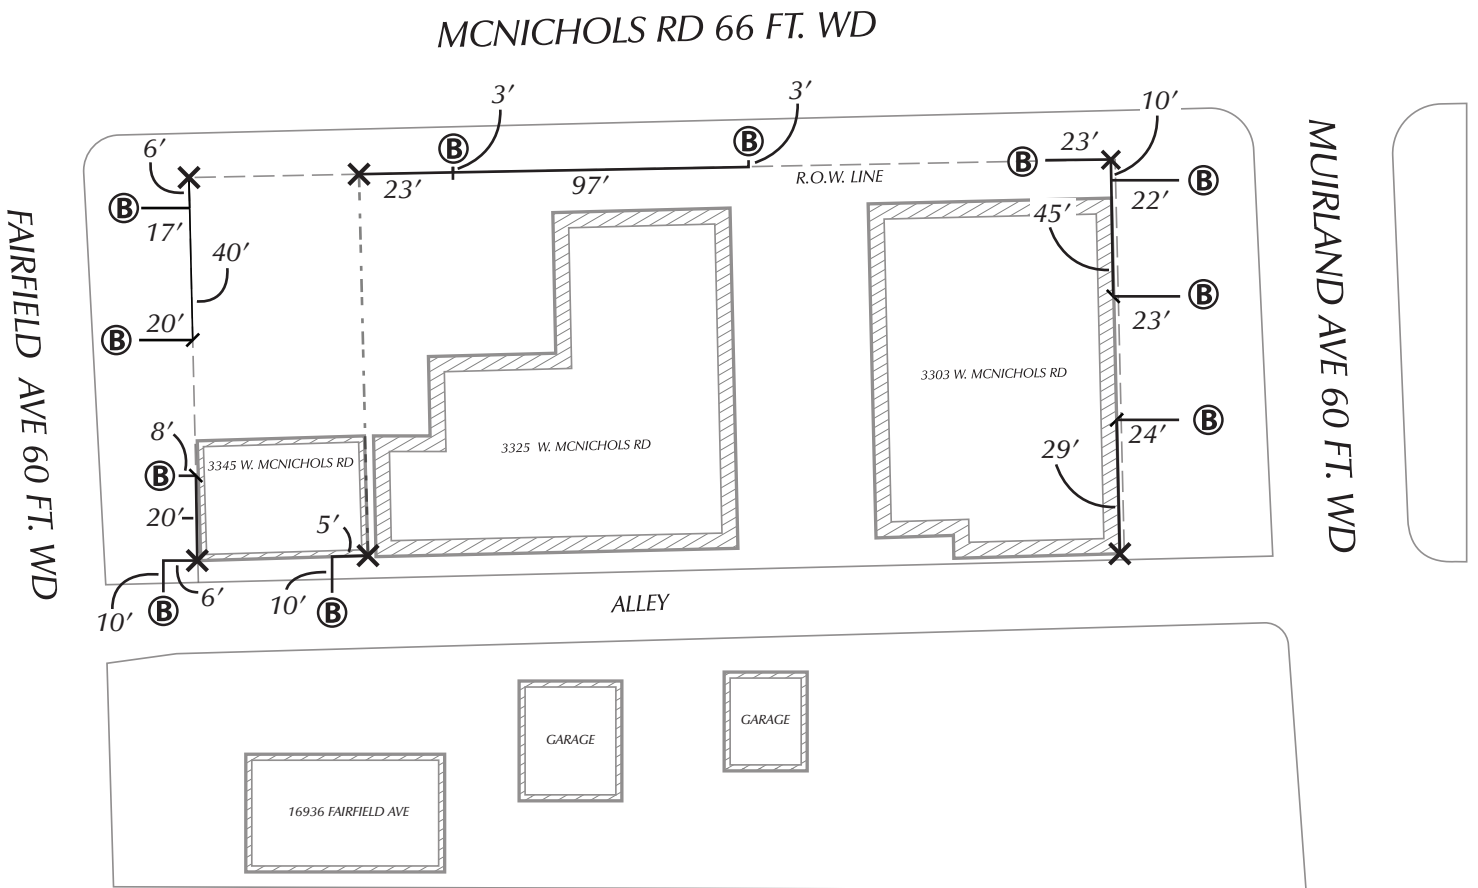 MCNICHOLS RD 66 FT. WD
3'
3'
10'
6'
B
B
23'
B
R.O.W. LINE
B
23'
97'
22'
B
17'
45'
40'
B
23'
20'
B
FAIRFIELD AVE 60 FT. WD
MUIRLAND AVE 60 FT. WD
3303 W. MCNICHOLS RD
B
24'
8'
3325 W. MCNICHOLS RD
29'
3345 W. MCNICHOLS RD
B
20'
5'
6'
10'
B
10'
B
ALLEY
GARAGE
GARAGE
16936 FAIRFIELD AVE